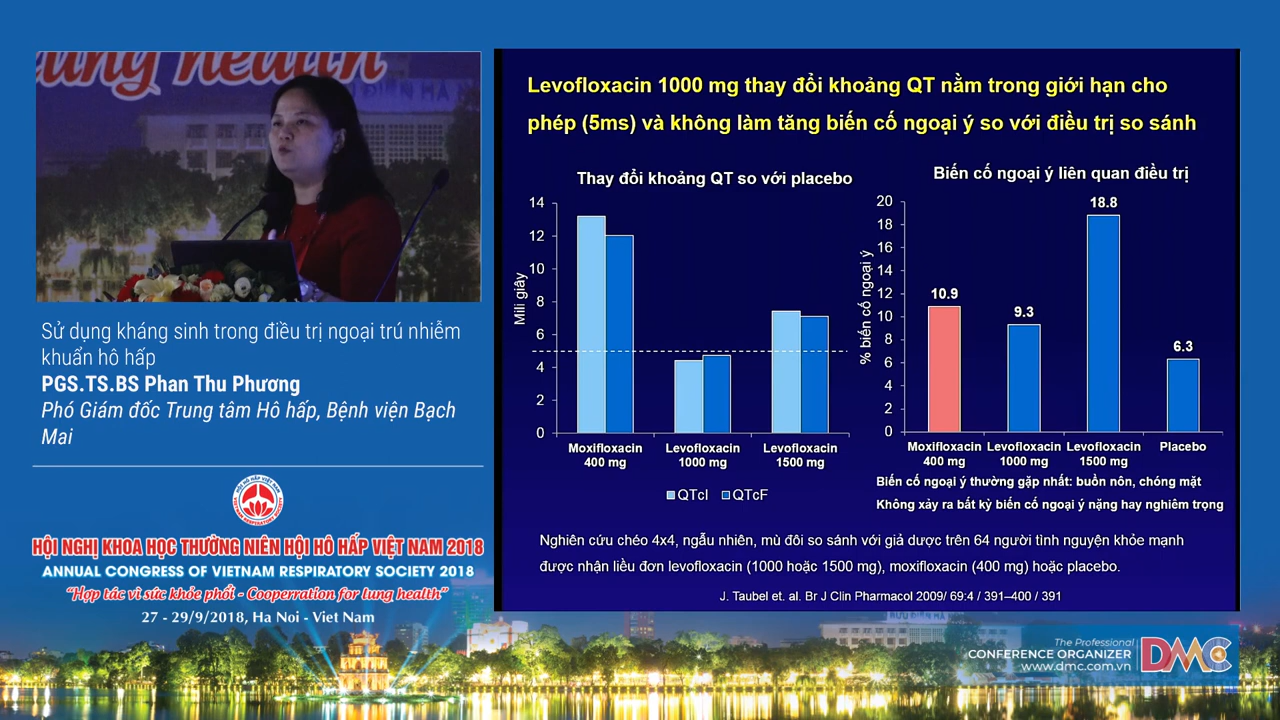 lung health
Sử dụng kháng sinh trong điều trị ngoại trú nhiễm
khuẩn hô hấp
PGS.TS.BS Phan Thu Phương
Phó Giám đốc Trung tâm Hô hấp, Bệnh viện Bạch
Mai
HỘI NGHỊ KHOA HỌC THƯỜNG NIÊN HỘI HÔ HẤP VIỆT NAM 2018
ANNUAL CONGRESS OF VIETNAM RESPIRATORY SOCIETY 2018
"Hợp tác vì sức khỏe phổi - Cooperration for lung health"
27 - 29/9/2018, Ha Noi - Viet Nam
Levofloxacin 1000 mg thay đổi khoảng QT nằm trong giới hạn cho
phép (5ms) và không làm tăng biến cố ngoại ý so với điều trị so sánh
Thay đổi khoảng QT so với placebo
Mili giây
14
12
10
8
6
4
2
0
Moxifloxacin
400 mg
Levofloxacin
1000 mg
Levofloxacin
1500 mg
QTcI
QTcF
Biến cố ngoại ý liên quan điều trị
% biến cố ngoại ý
20
18
16
14
12
10
8
6
4
2
0
10.9
9.3
18.8
6.3
Moxifloxacin
400 mg
Levofloxacin
1000 mg
Levofloxacin
1500 mg
Placebo
Biến cố ngoại ý thường gặp nhất: buồn nôn, chóng mặt
Không xảy ra bất kỳ biến cố ngoại ý nặng hay nghiêm trọng
Nghiên cứu chéo 4x4, ngẫu nhiên, mù đôi so sánh với giả dược trên 64 người tình nguyện khỏe mạnh
được nhận liều đơn levofloxacin (1000 hoặc 1500 mg), moxifloxacin (400 mg) hoặc placebo.
J. Taubel et. al. Br J Clin Pharmacol 2009/ 69:4 / 391–400 / 391
The Professional
CONFERENCE ORGANIZER
www.dmc.com.vn
DMC